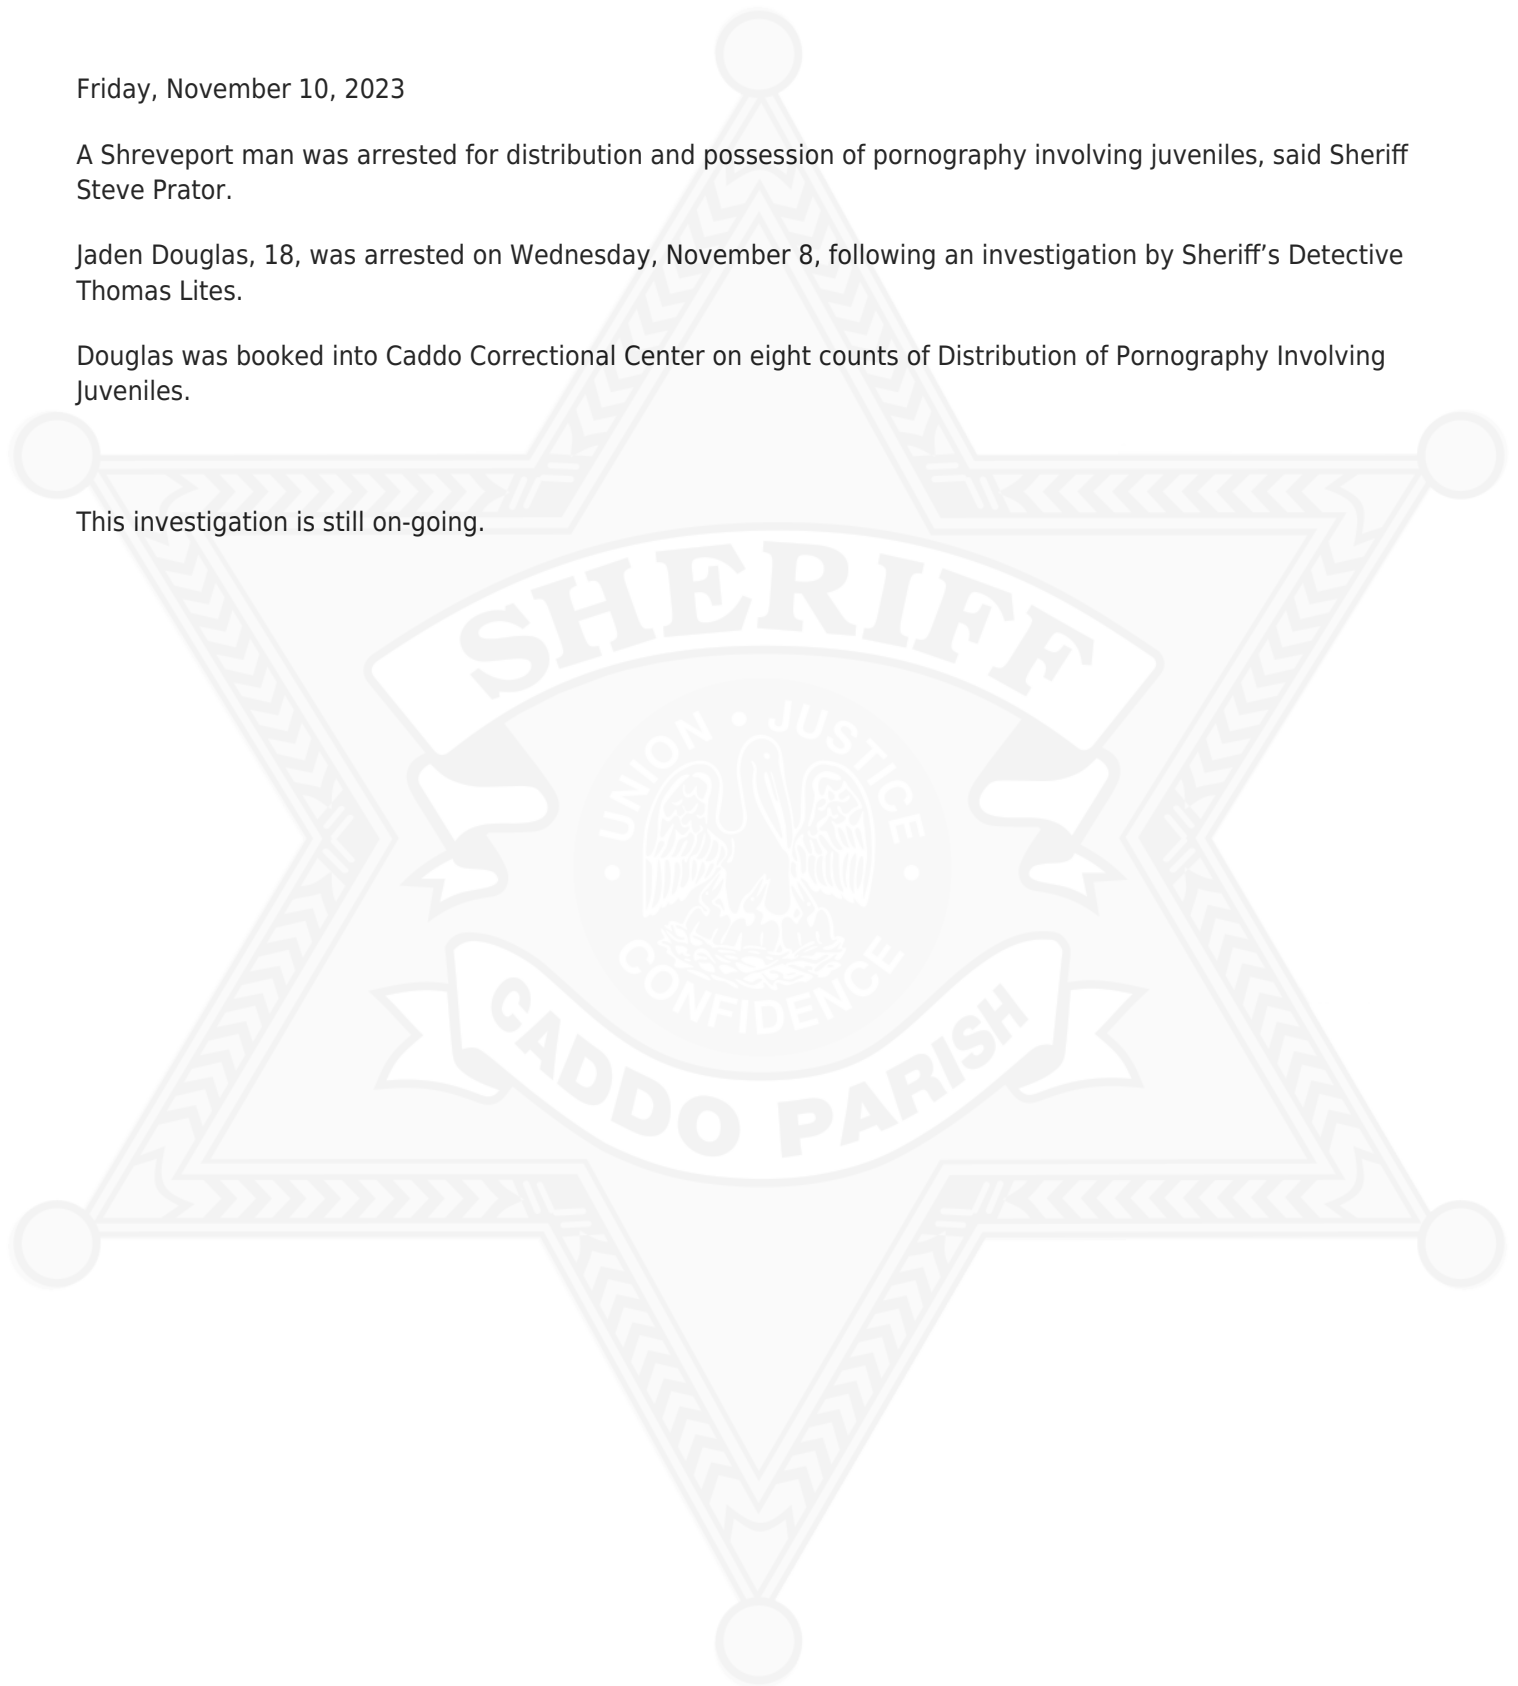 Friday, November 10, 2023
A Shreveport man was arrested for distribution and possession of pornography involving juveniles, said Sheriff
Steve Prator.
Jaden Douglas, 18, was arrested on Wednesday, November 8, following an investigation by Sheriff’s Detective
Thomas Lites.
Douglas was booked into Caddo Correctional Center on eight counts of Distribution of Pornography Involving
Juveniles.
This investigation is still on-going.
SHERIFF
UNION • JUSTICE •
CONFIDENCE •
CADDO PARISH